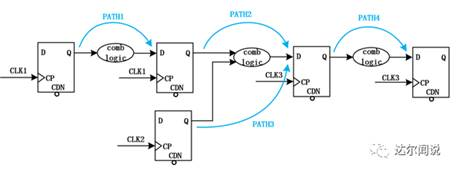 PATH1
PATH2
PATH4
D Q
comb
logic
D Q
comb
logic
D Q
comb
logic
D Q
CLK1
CP
CDN
CLK1
CP
CDN
CLK3
CP
CDN
CLK3
CP
CDN
PATH3
D Q
CLK2
CP
CDN
达尔闻说